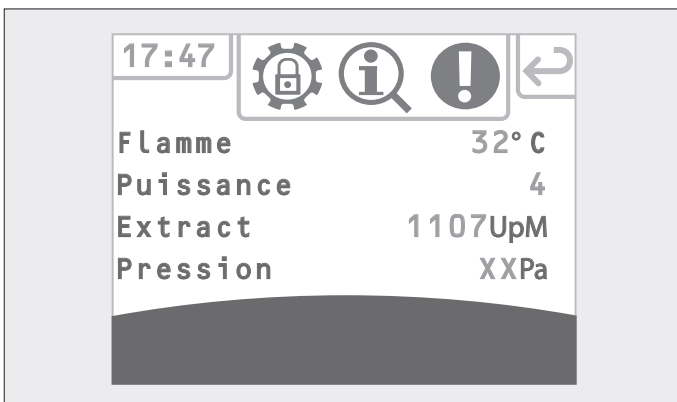 17:47
Flamme 32° C
Puissance 4
Extract 1107UpM
Pression XXPa